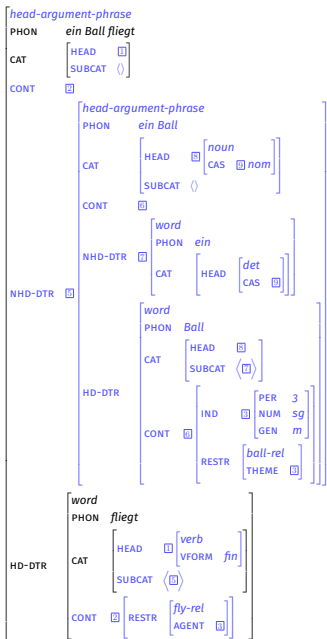 head-argument-phrase
PHON ein Ball fliegt
CAT HEAD 1
SUBCAT ⟨⟩
CONT 2
head-argument-phrase
PHON ein Ball
CAT HEAD 8 noun
CAS 9 nom
SUBCAT ⟨⟩
CONT 6
word
PHON ein
NHD-DTR 7
CAT HEAD det
CAS 9
NHD-DTR 5
word
PHON Ball
CAT HEAD 8
SUBCAT ⟨7⟩
HD-DTR
CONT 6 IND 3 PER 3
NUM sg
GEN m
RESTR ball-rel
THEME 3
word
PHON fliegt
HD-DTR
CAT HEAD 1 verb
VFORM fin
SUBCAT ⟨5⟩
CONT 2 RESTR fly-rel
AGENT 3